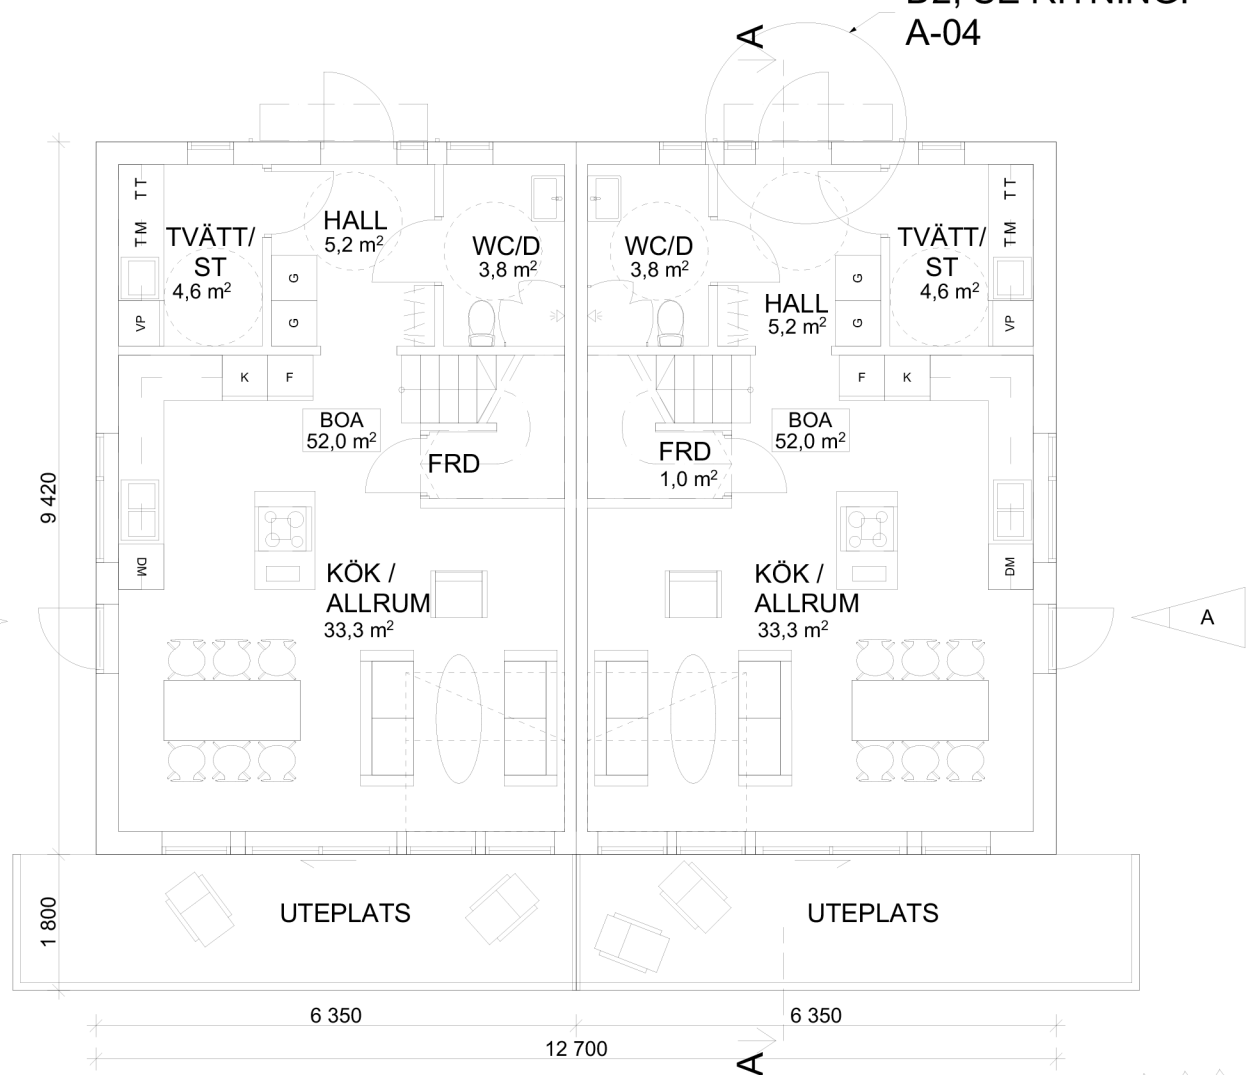 A-04
A
TT
TM
VP
TVÄTT/
ST
4,6 m²
HALL
5,2 m²
G
G
WC/D
3,8 m²
WC/D
3,8 m²
HALL
5,2 m²
G
G
TVÄTT/
ST
4,6 m²
TT
TM
VP
K
F
BOA
52,0 m²
FRD
FRD
1,0 m²
BOA
52,0 m²
F
K
9 420
DM
KÖK /
ALLRUM
33,3 m²
KÖK /
ALLRUM
33,3 m²
DM
A
1 800
UTEPLATS
UTEPLATS
6 350
6 350
12 700
A